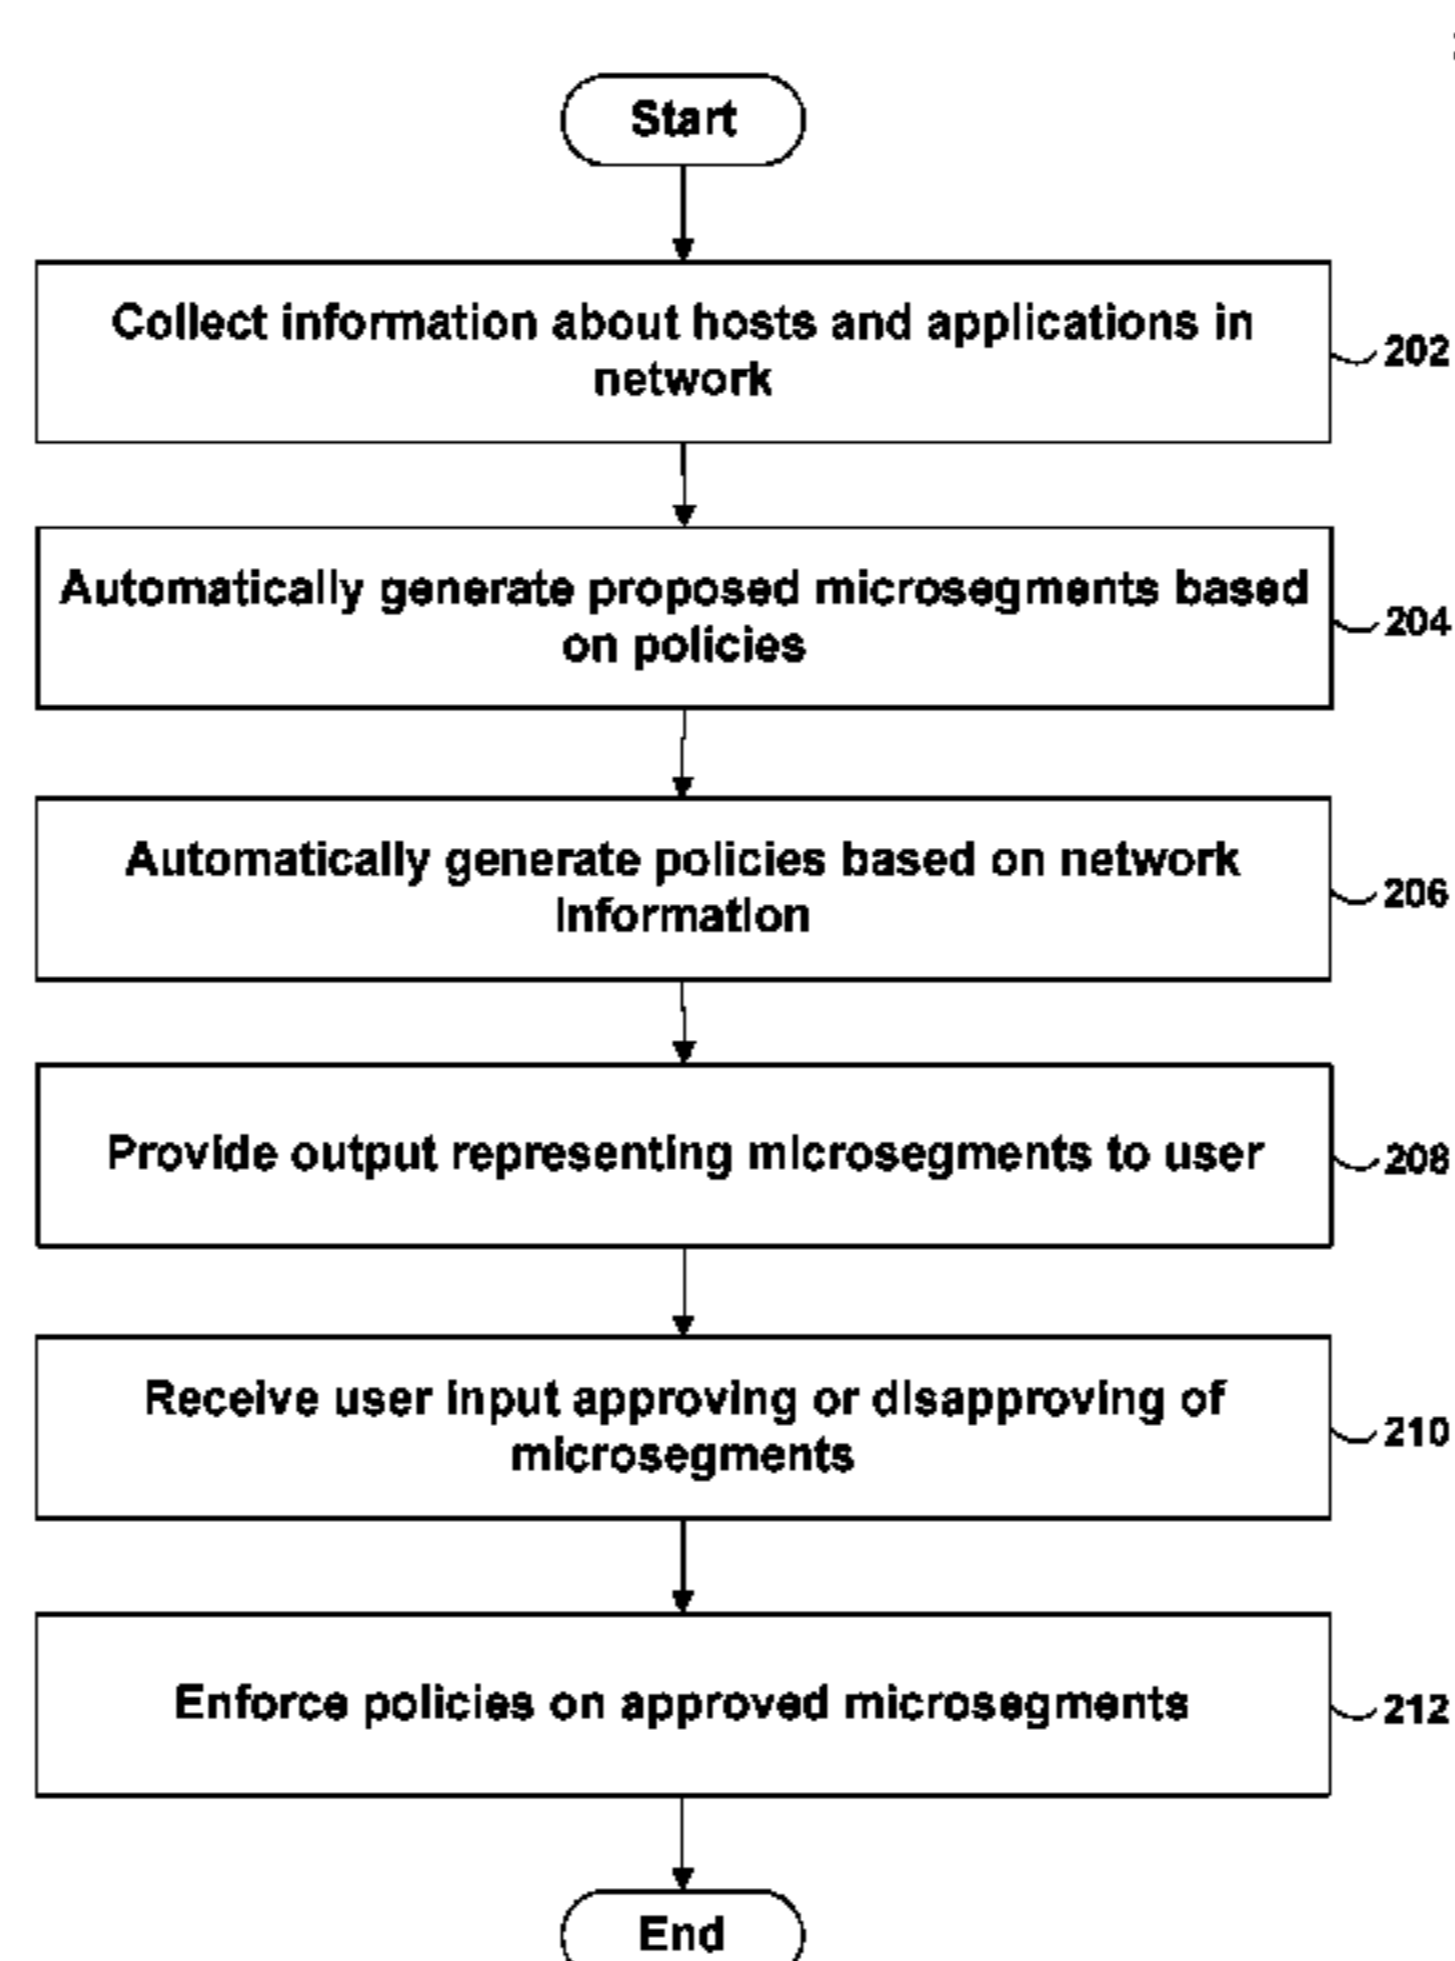 Start
Collect information about hosts and applications in
network
202
Automatically generate proposed microsegments based
on policies
204
Automatically generate policies based on network
information
206
Provide output representing microsegments to user
208
Receive user input approving or disapproving of
microsegments
210
Enforce policies on approved microsegments
212
End